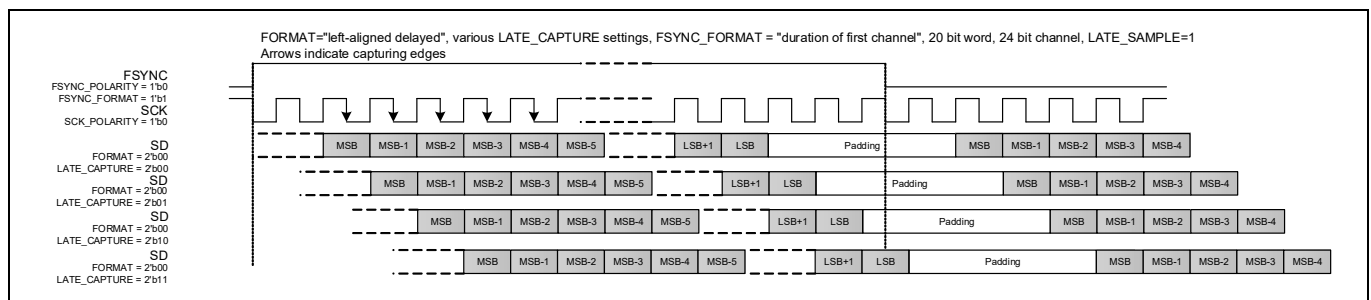 FORMAT="left-aligned delayed", various LATE_CAPTURE settings, FSYNC_FORMAT = "duration of first channel", 20 bit word, 24 bit channel, LATE_SAMPLE=1
Arrows indicate capturing edges
FSYNC
FSYNC_POLARITY = 1'b0
FSYNC_FORMAT = 1'b1
SCK
SCK_POLARITY = 1'b0
SD
FORMAT = 2'b00
LATE_CAPTURE = 2'b00
MSB MSB-1 MSB-2 MSB-3 MSB-4 MSB-5 LSB+1 LSB Padding MSB MSB-1 MSB-2 MSB-3 MSB-4
SD
FORMAT = 2'b00
LATE_CAPTURE = 2'b01
MSB MSB-1 MSB-2 MSB-3 MSB-4 MSB-5 LSB+1 LSB Padding MSB MSB-1 MSB-2 MSB-3 MSB-4
SD
FORMAT = 2'b00
LATE_CAPTURE = 2'b10
MSB MSB-1 MSB-2 MSB-3 MSB-4 MSB-5 LSB+1 LSB Padding MSB MSB-1 MSB-2 MSB-3 MSB-4
SD
FORMAT = 2'b00
LATE_CAPTURE = 2'b11
MSB MSB-1 MSB-2 MSB-3 MSB-4 MSB-5 LSB+1 LSB Padding MSB MSB-1 MSB-2 MSB-3 MSB-4